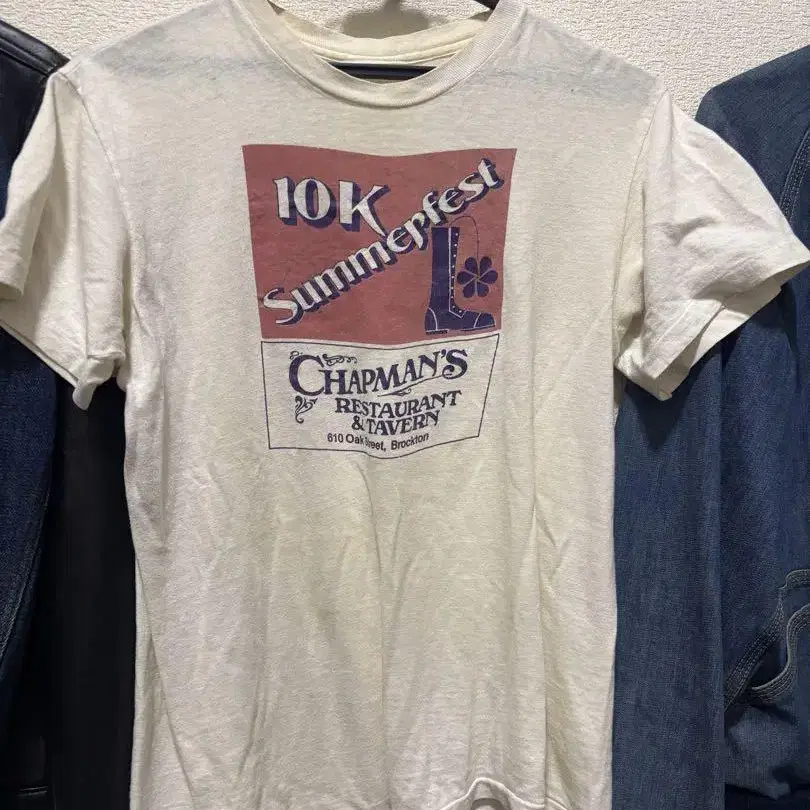 10K
Summerfest
CHAPMAN'S
RESTAURANT
& TAVERN
610 Oak Street, Brockton